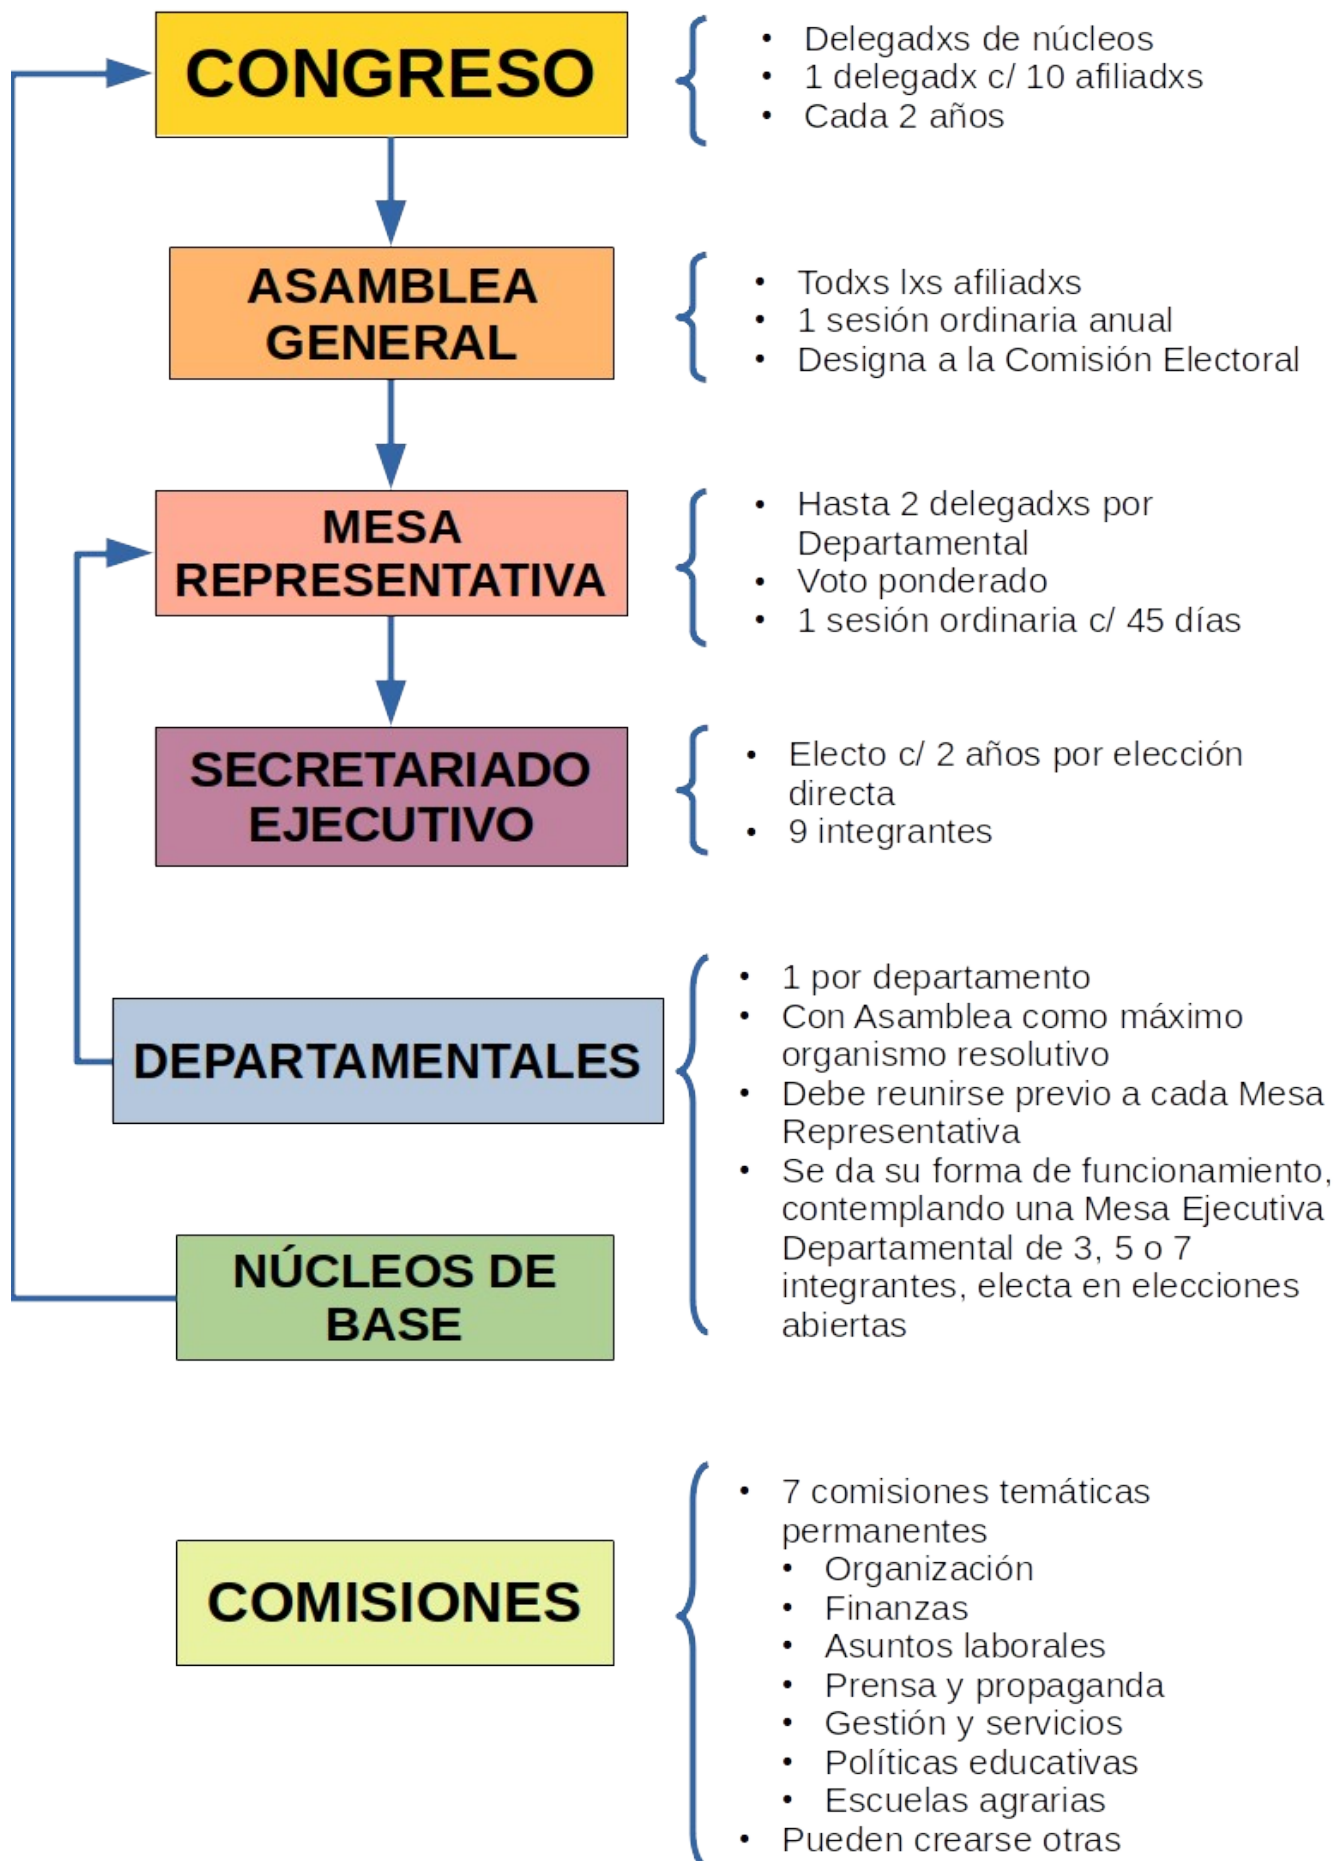 CONGRESO
• Delegadxs de núcleos
• 1 delegadx c/ 10 afiliadxs
• Cada 2 años
ASAMBLEA
GENERAL
• Todxs lxs afiliadxs
• 1 sesión ordinaria anual
• Designa a la Comisión Electoral
MESA
REPRESENTATIVA
• Hasta 2 delegadxs por
Departamental
• Voto ponderado
• 1 sesión ordinaria c/ 45 días
SECRETARIADO
EJECUTIVO
• Electo c/ 2 años por elección
directa
• 9 integrantes
DEPARTAMENTALES
• 1 por departamento
• Con Asamblea como máximo
organismo resolutivo
• Debe reunirse previo a cada Mesa
Representativa
• Se da su forma de funcionamiento,
contemplando una Mesa Ejecutiva
Departamental de 3, 5 o 7
integrantes, electa en elecciones
abiertas
NÚCLEOS DE
BASE
COMISIONES
• 7 comisiones temáticas
permanentes
• Organización
• Finanzas
• Asuntos laborales
• Prensa y propaganda
• Gestión y servicios
• Políticas educativas
• Escuelas agrarias
• Pueden crearse otras